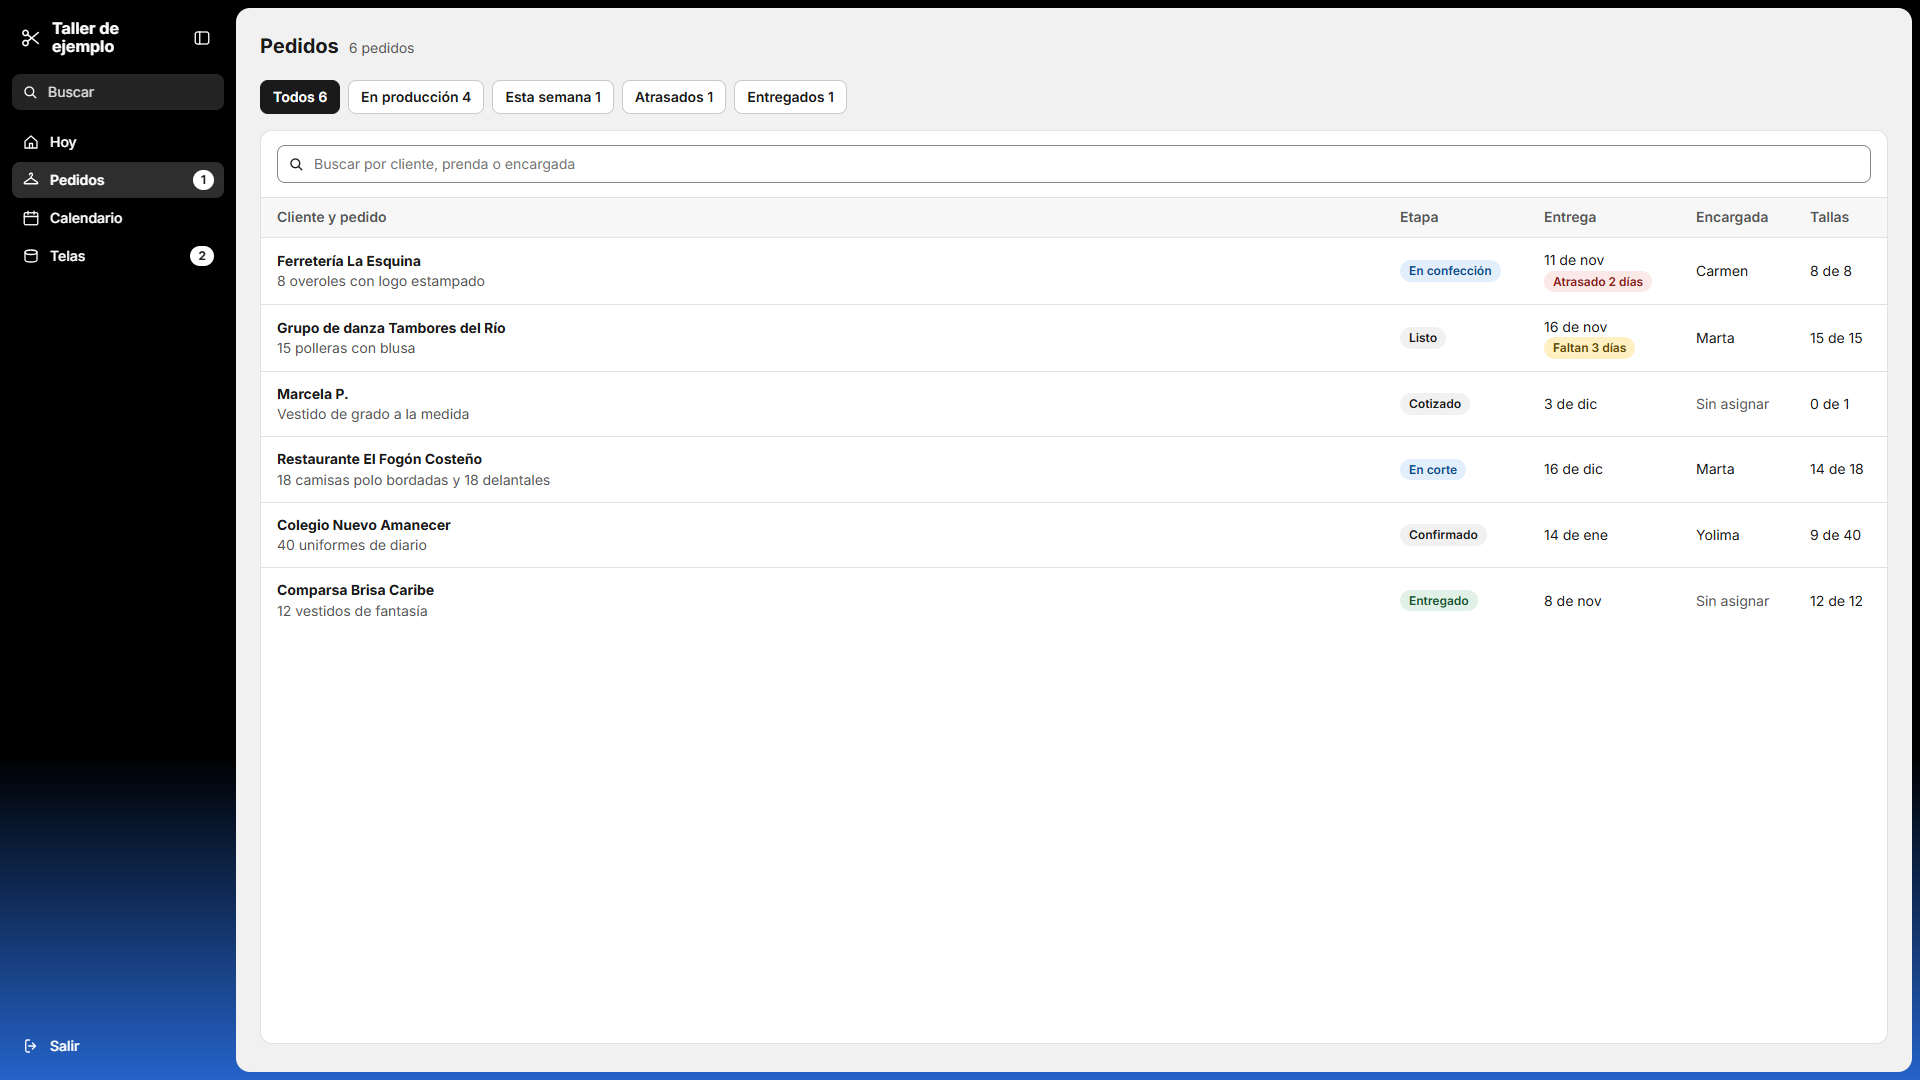 Taller de
ejemplo
Buscar
Hoy
Pedidos 1
Calendario
Telas 2
Salir
Pedidos 6 pedidos
Todos 6 En producción 4 Esta semana 1 Atrasados 1 Entregados 1
Buscar por cliente, prenda o encargada
Cliente y pedido Etapa Entrega Encargada Tallas
Ferretería La Esquina
8 overoles con logo estampado
En confección
11 de nov
Atrasado 2 días
Carmen
8 de 8
Grupo de danza Tambores del Río
15 polleras con blusa
Listo
16 de nov
Faltan 3 días
Marta
15 de 15
Marcela P.
Vestido de grado a la medida
Cotizado
3 de dic
Sin asignar
0 de 1
Restaurante El Fogón Costeño
18 camisas polo bordadas y 18 delantales
En corte
16 de dic
Marta
14 de 18
Colegio Nuevo Amanecer
40 uniformes de diario
Confirmado
14 de ene
Yolima
9 de 40
Comparsa Brisa Caribe
12 vestidos de fantasía
Entregado
8 de nov
Sin asignar
12 de 12